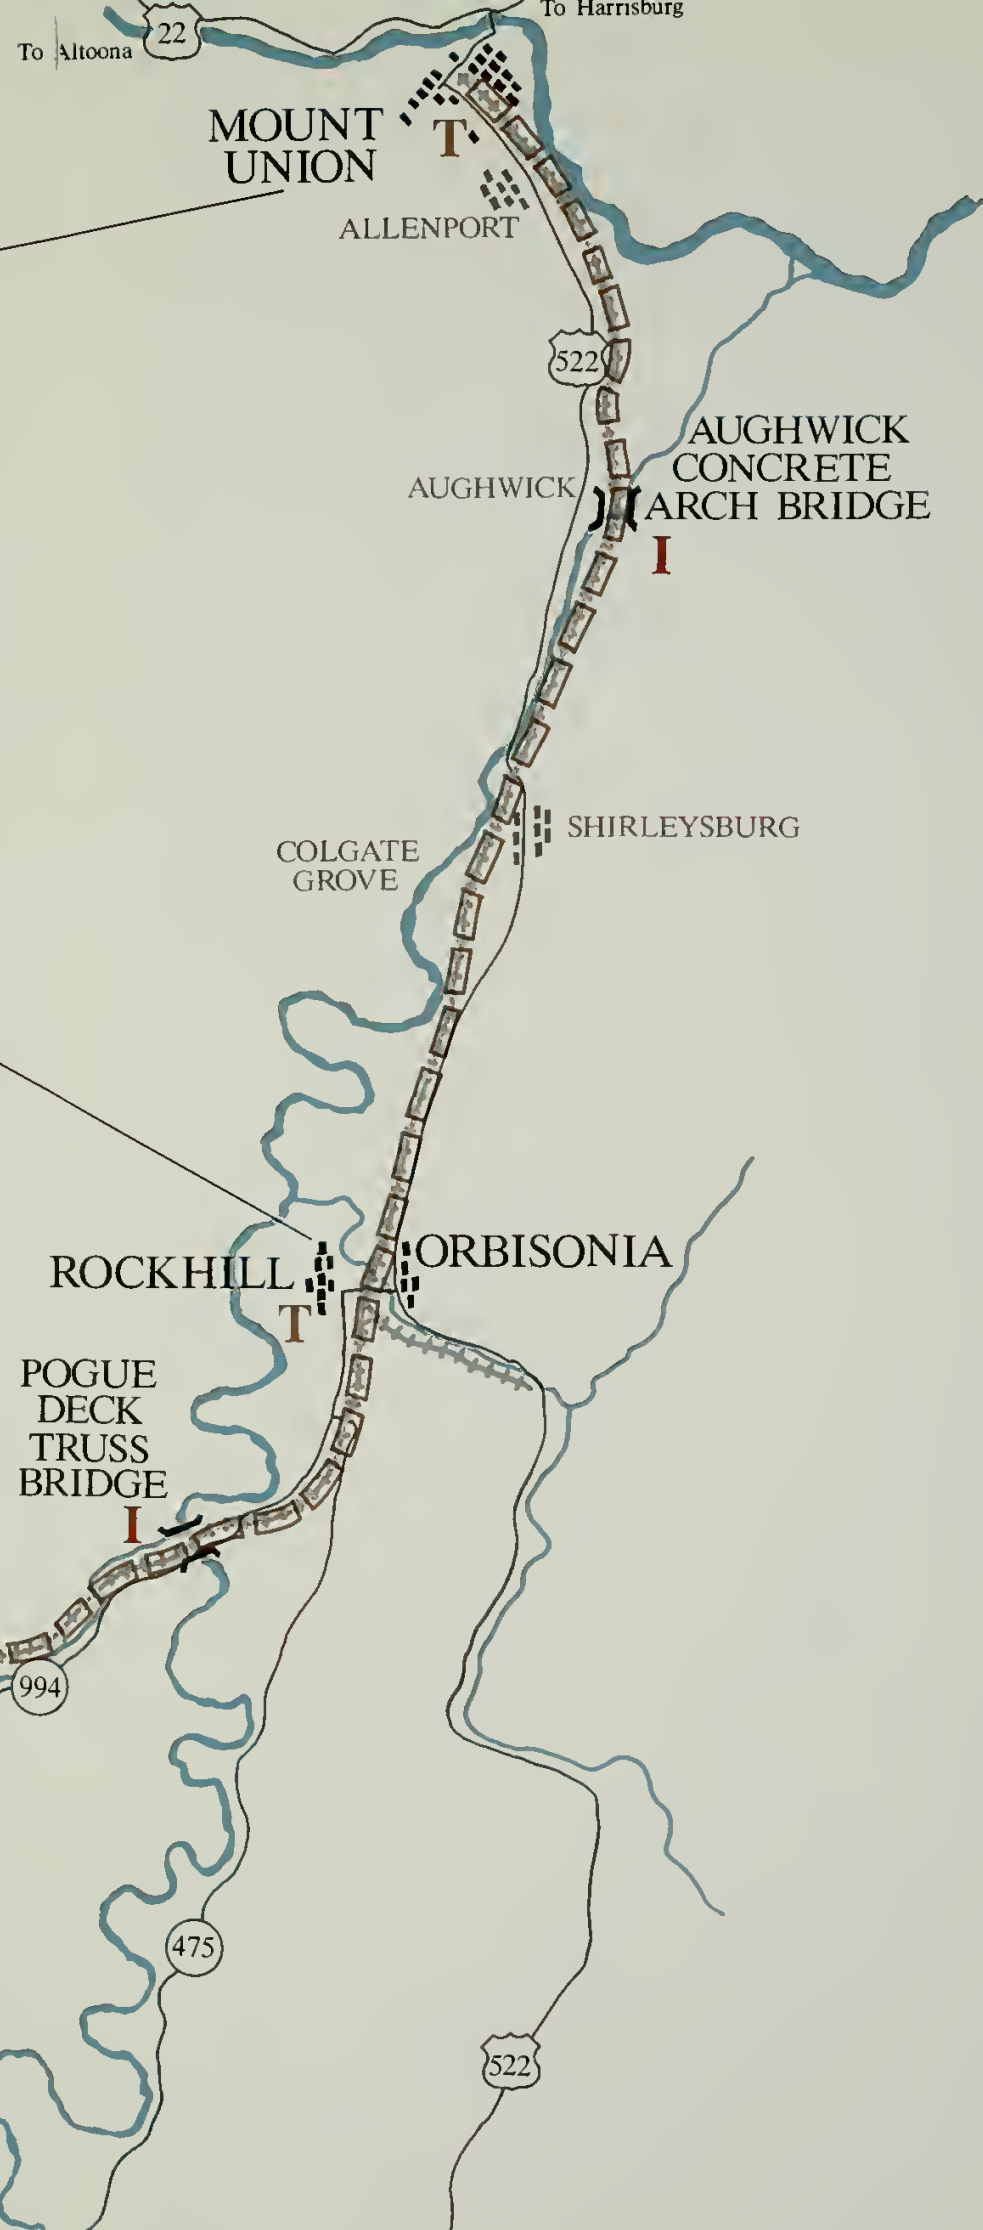 To Harrisburg
22
To Altoona
MOUNT
UNION
T
ALLENPORT
522
AUGHWICK
CONCRETE
ARCH BRIDGE
AUGHWICK
I
SHIRLEYSBURG
COLGATE
GROVE
ORBISONIA
ROCKHILL
T
POGUE
DECK
TRUSS
BRIDGE
I
994
475
522